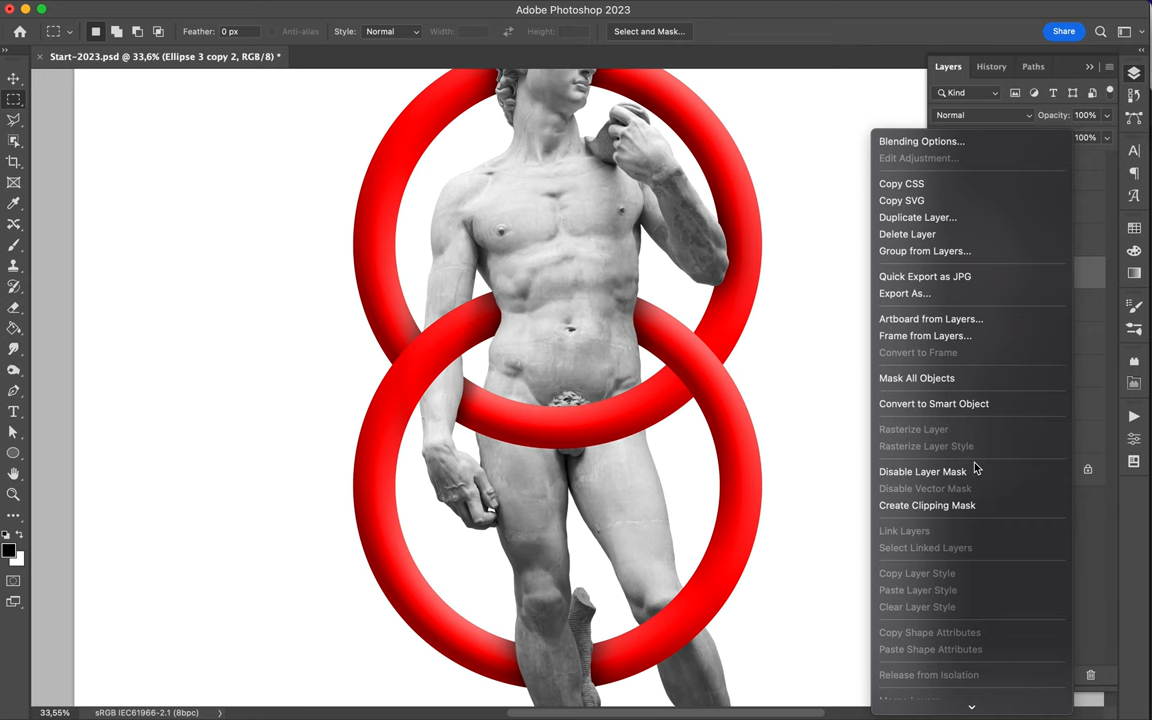 Adobe Photoshop 2023
Feather: 0 px Anti-alias Style: Normal Width: Height: Select and Mask... Share
Start-2023.psd @ 33,6% (Ellipse 3 copy 2, RGB/8) *
Layers History Paths
Kind
Normal Opacity: 100%
100%
Blending Options...
Edit Adjustment...
Copy CSS
Copy SVG
Duplicate Layer...
Delete Layer
Group from Layers...
Quick Export as JPG
Export As...
Artboard from Layers...
Frame from Layers...
Convert to Frame
Mask All Objects
Convert to Smart Object
Rasterize Layer
Rasterize Layer Style
Disable Layer Mask
Disable Vector Mask
Create Clipping Mask
Link Layers
Select Linked Layers
Copy Layer Style
Paste Layer Style
Clear Layer Style
Copy Shape Attributes
Paste Shape Attributes
Release from Isolation
33,55% sRGB IEC61966-2.1 (8bpc)